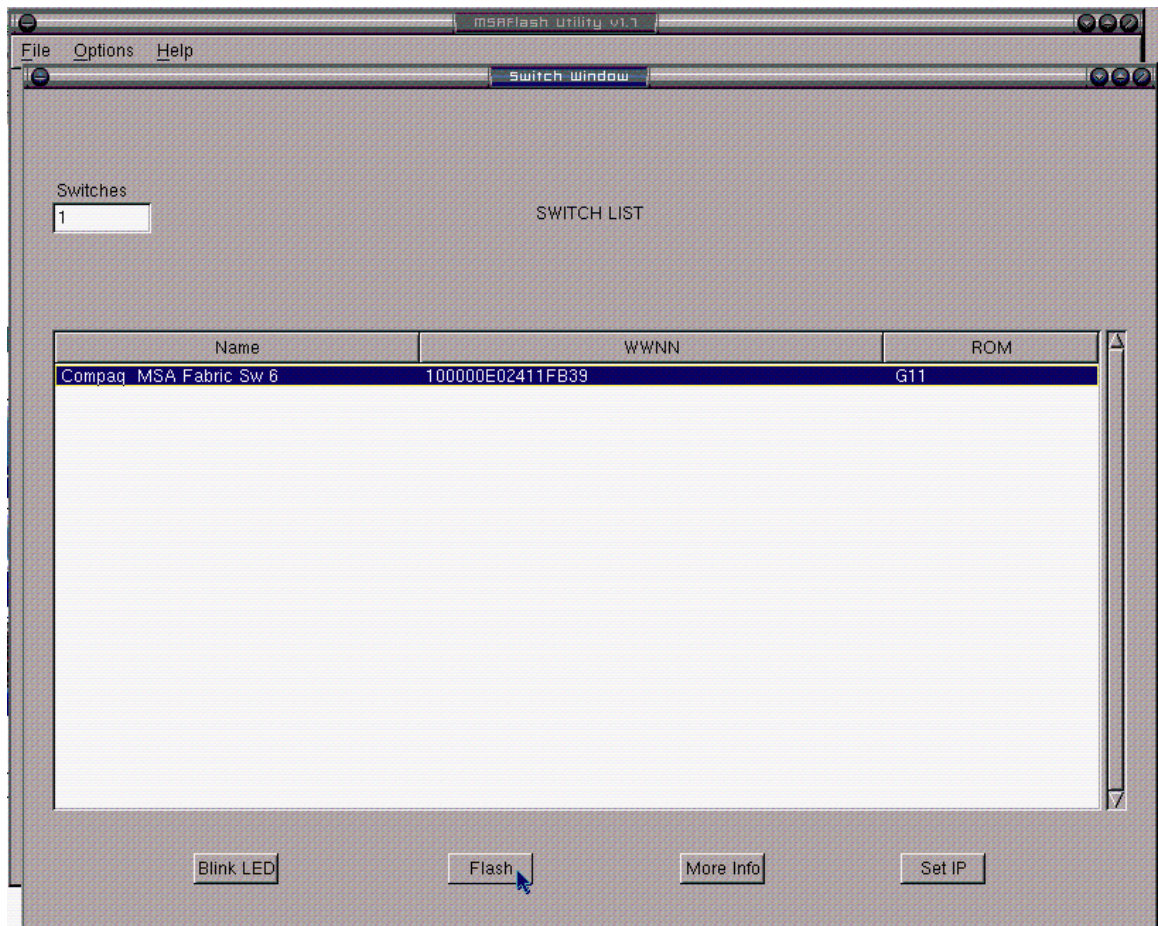 MSAFlash Utility v1.1
File Options Help
Switch Window
Switches
1
SWITCH LIST
Name WWNN ROM
Compaq MSA Fabric Sw 6 100000E02411FB39 G11
Blink LED Flash More Info Set IP